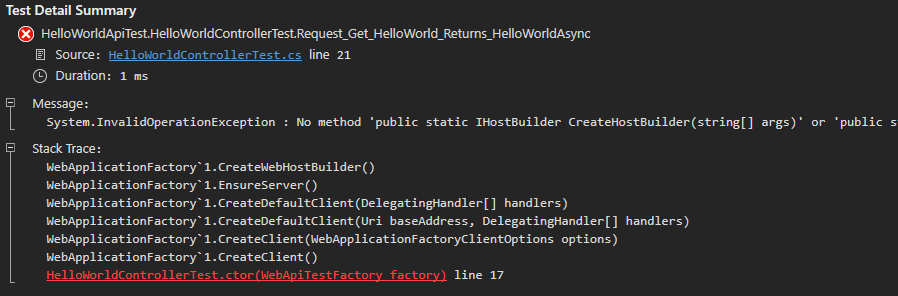 Test Detail Summary
HelloWorldApiTest.HelloWorldControllerTest.Request_Get_HelloWorld_Returns_HelloWorldAsync
Source: HelloWorldControllerTest.cs line 21
Duration: 1 ms
Message:
System.InvalidOperationException : No method 'public static IHostBuilder CreateHostBuilder(string[] args)' or 'public s
Stack Trace:
WebApplicationFactory`1.CreateWebHostBuilder()
WebApplicationFactory`1.EnsureServer()
WebApplicationFactory`1.CreateDefaultClient(DelegatingHandler[] handlers)
WebApplicationFactory`1.CreateDefaultClient(Uri baseAddress, DelegatingHandler[] handlers)
WebApplicationFactory`1.CreateClient(WebApplicationFactoryClientOptions options)
WebApplicationFactory`1.CreateClient()
HelloWorldControllerTest.ctor(WebApiTestFactory factory) line 17